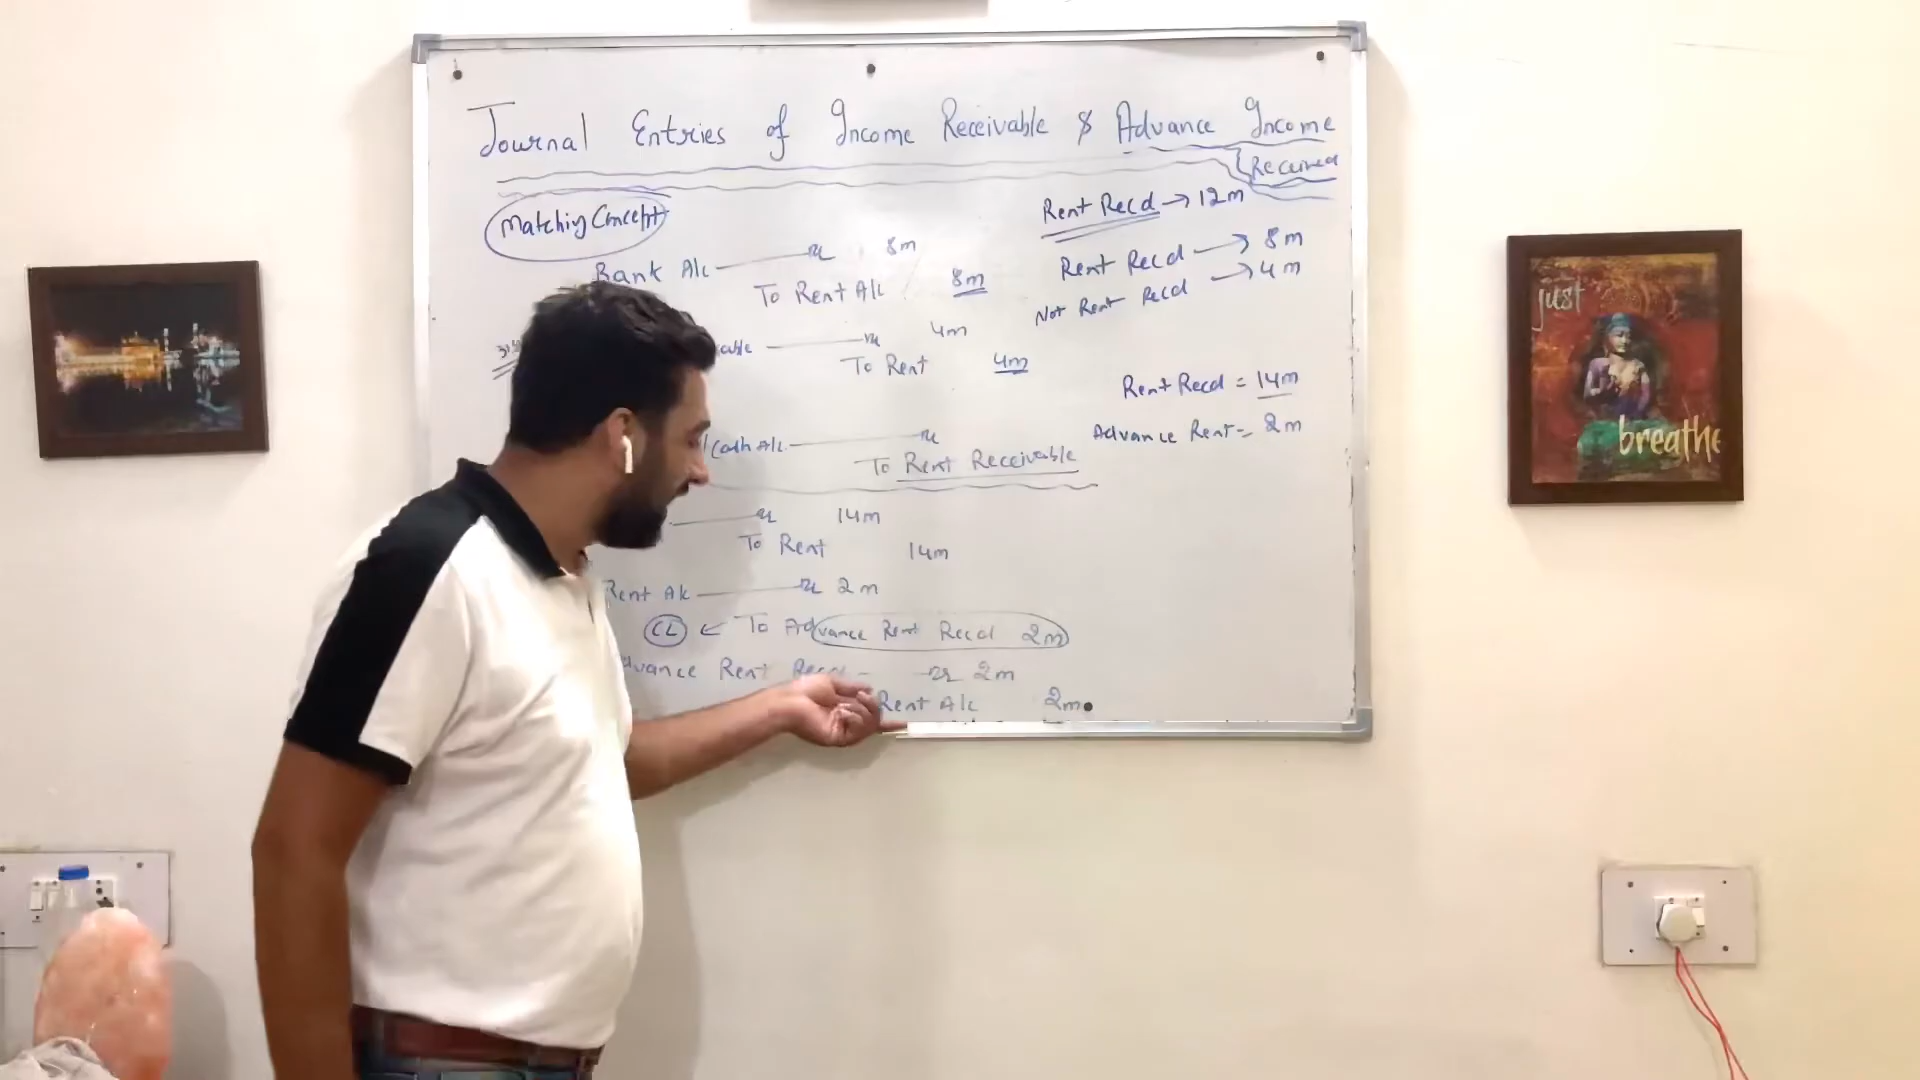 Journal Entries of Income Receivable & Advance Income
Received
Matching Concept
Rent Recd → 12m
Bank A/c Dr 8m
To Rent A/c 8m
Rent Recd → 8m
Not Rent Recd → 4m
able Dr 4m
To Rent 4m
Rent Recd = 14m
Advance Rent = 2m
Cash A/c Dr
To Rent Receivable
Dr 14m
To Rent 14m
Rent A/c Dr 2m
CL ← To Advance Rent Recd 2m
dvance Rent Recd - Dr 2m
Rent A/c 2m
just
breathe